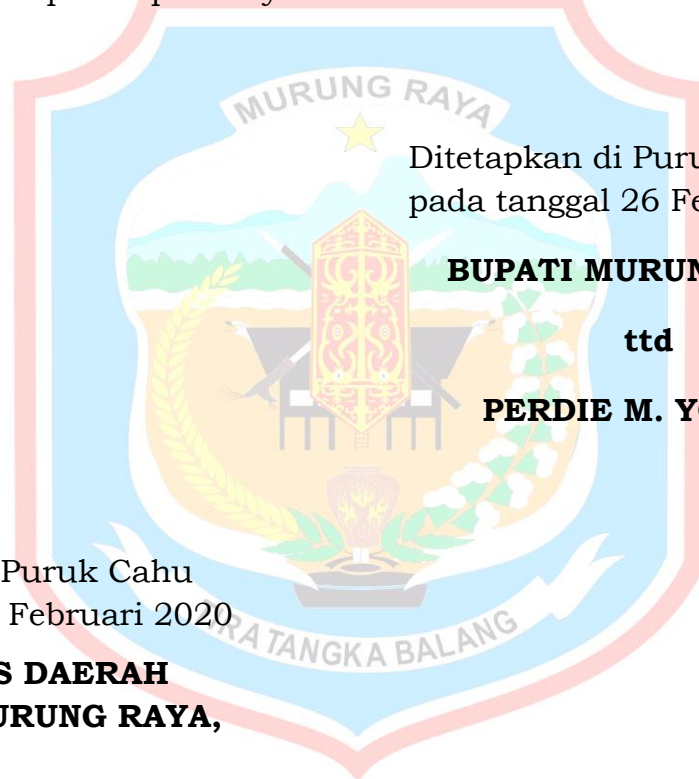 MURUNG RAYA
Ditetapkan di Puru
pada tanggal 26 Fe
BUPATI MURUN
ttd
PERDIE M. Y
Puruk Cahu
Februari 2020
TANGKA BALANG
S DAERAH
URUNG RAYA,